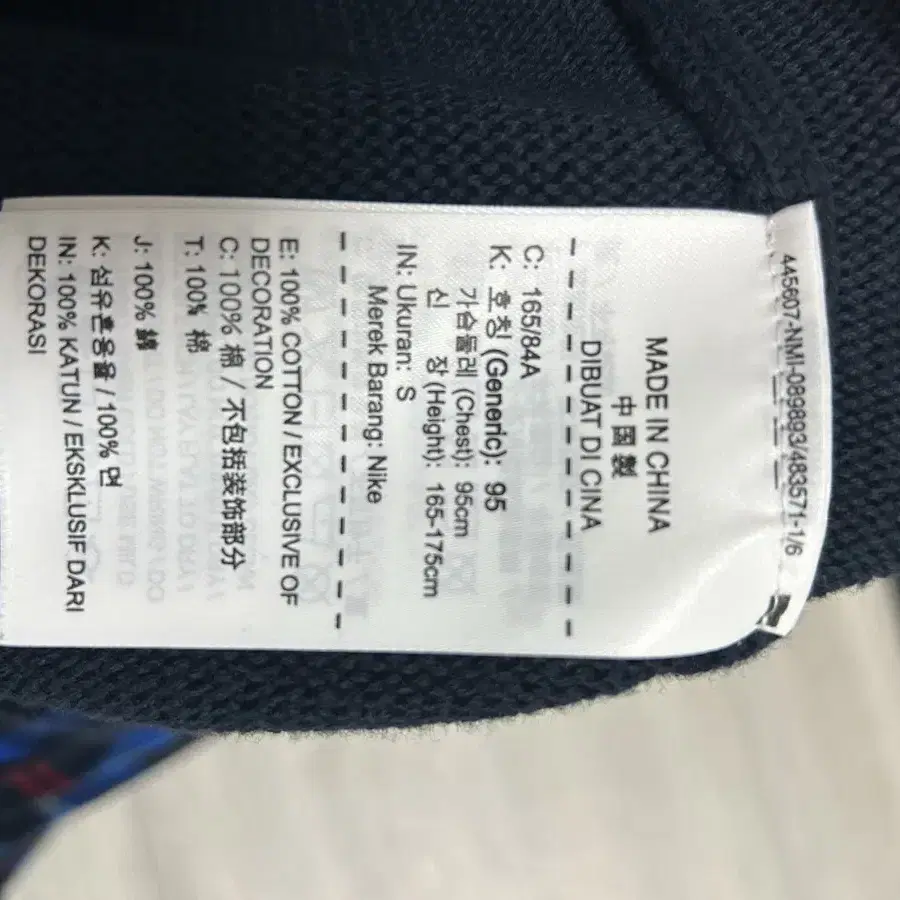 445607-NMI-089893/483571-1/6
MADE IN CHINA
中國製
DIBUAT DI CINA
C: 165/84A
K: 호칭 (Generic): 95
가슴둘레 (Chest): 95cm
신 장 (Height): 165-175cm
IN: Ukuran: S
Merek Barang: Nike
E: 100% COTTON / EXCLUSIVE OF
DECORATION
C: 100% 棉 / 不包括装饰部分
T: 100% 棉
J: 100% 綿
K: 섬유혼용율 / 100% 면
IN: 100% KATUN / EKSKLUSIF DARI
DEKORASI